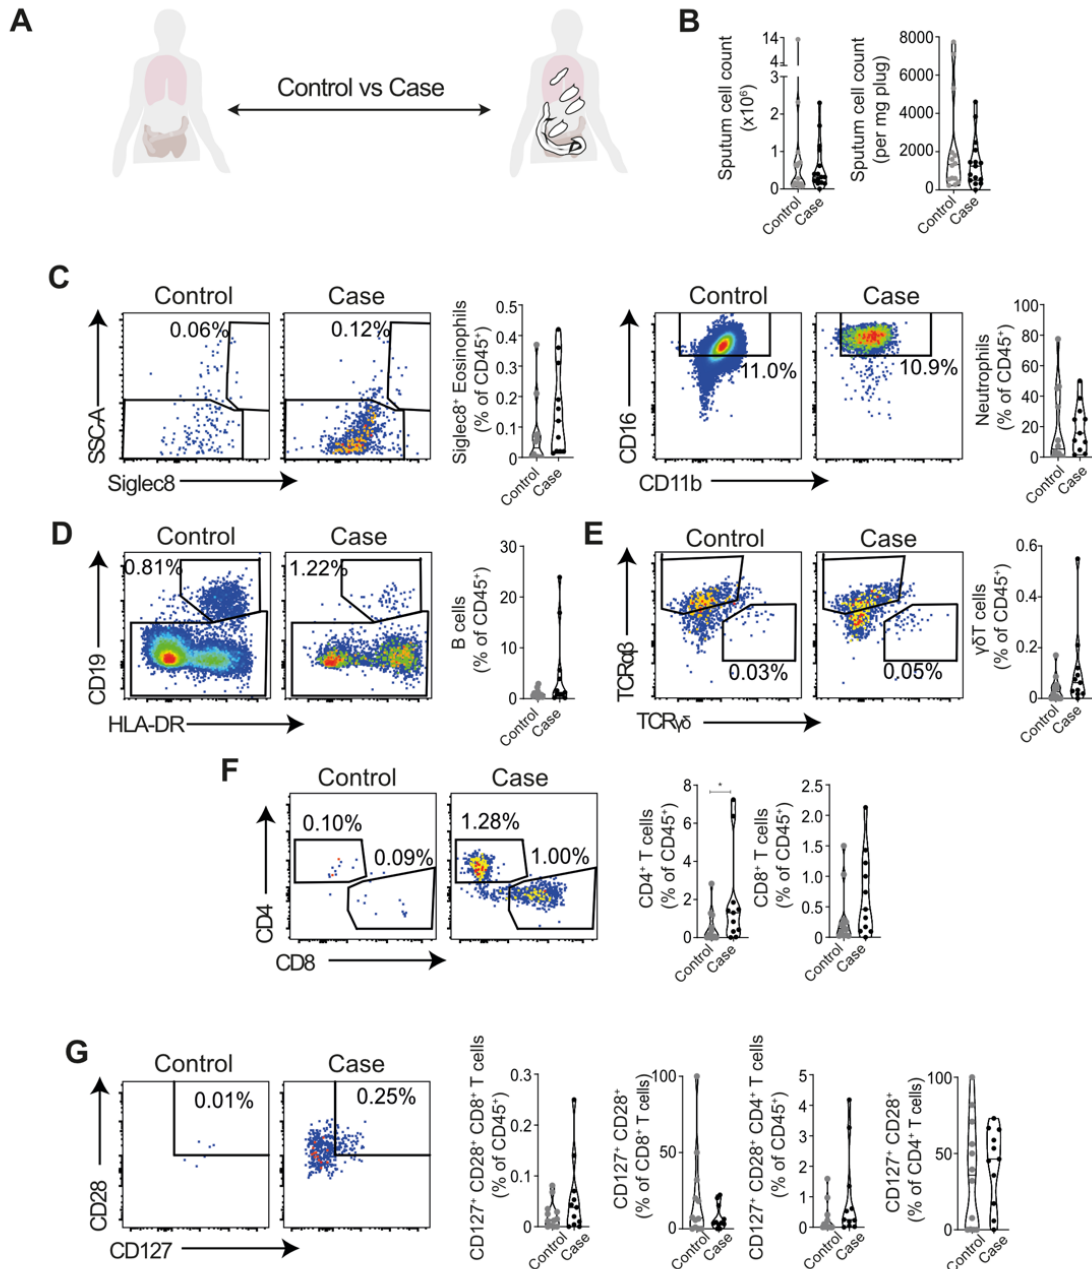 A
Control vs Case
B
Sputum cell count
(x10⁶)
14
4
3
2
1
0
Control
Case
Sputum cell count
(per mg plug)
8000
6000
4000
2000
0
Control
Case
C
Control
Case
0.06%
0.12%
SSCA
Siglec8
Siglec8⁺ Eosinophils
(% of CD45⁺)
0.5
0.4
0.3
0.2
0.1
0
Control
Case
Control
Case
11.0%
10.9%
CD16
CD11b
Neutrophils
(% of CD45⁺)
100
80
60
40
20
0
Control
Case
D
Control
Case
0.81%
1.22%
CD19
HLA-DR
B cells
(% of CD45⁺)
30
20
10
0
Control
Case
E
Control
Case
0.03%
0.05%
TCRαβ
TCRγδ
γδT cells
(% of CD45⁺)
0.6
0.4
0.2
0
Control
Case
F
Control
Case
0.10%
0.09%
1.28%
1.00%
CD4
CD8
CD4⁺ T cells
(% of CD45⁺)
8
6
4
2
0
*
Control
Case
CD8⁺ T cells
(% of CD45⁺)
2.5
2.0
1.5
1.0
0.5
0
Control
Case
G
Control
Case
0.01%
0.25%
CD28
CD127
CD127⁺ CD28⁺ CD8⁺ T cells
(% of CD45⁺)
0.3
0.2
0.1
0
Control
Case
CD127⁺ CD28⁺
(% of CD8⁺ T cells)
100
50
0
Control
Case
CD127⁺ CD28⁺ CD4⁺ T cells
(% of CD45⁺)
5
4
3
2
1
0
Control
Case
CD127⁺ CD28⁺
(% of CD4⁺ T cells)
100
50
0
Control
Case